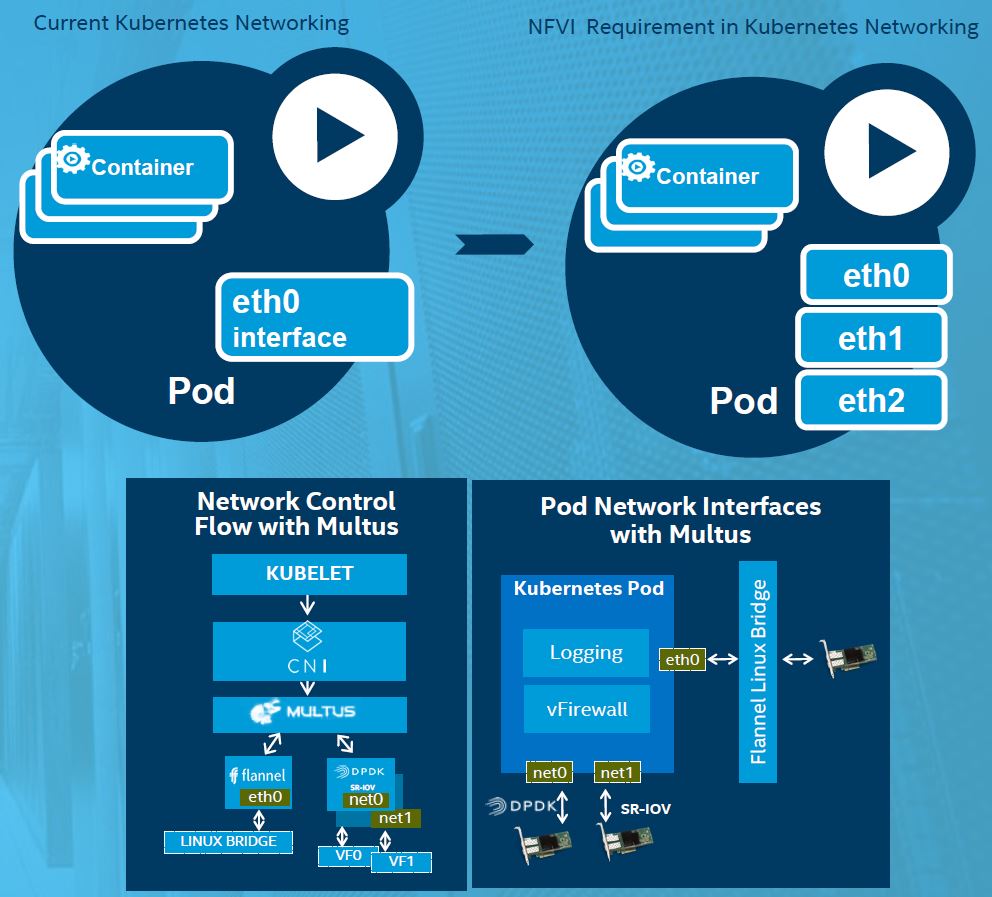 Current Kubernetes Networking
NFVI Requirement in Kubernetes Networking
Container
eth0
interface
Pod
Container
eth0
eth1
eth2
Pod
Network Control
Flow with Multus
KUBELET
CNI
MULTUS
flannel
eth0
LINUX BRIDGE
DPDK
SR-IOV
net0
net1
VF0
VF1
Pod Network Interfaces
with Multus
Kubernetes Pod
Logging
vFirewall
eth0
Flannel Linux Bridge
net0
net1
DPDK
SR-IOV